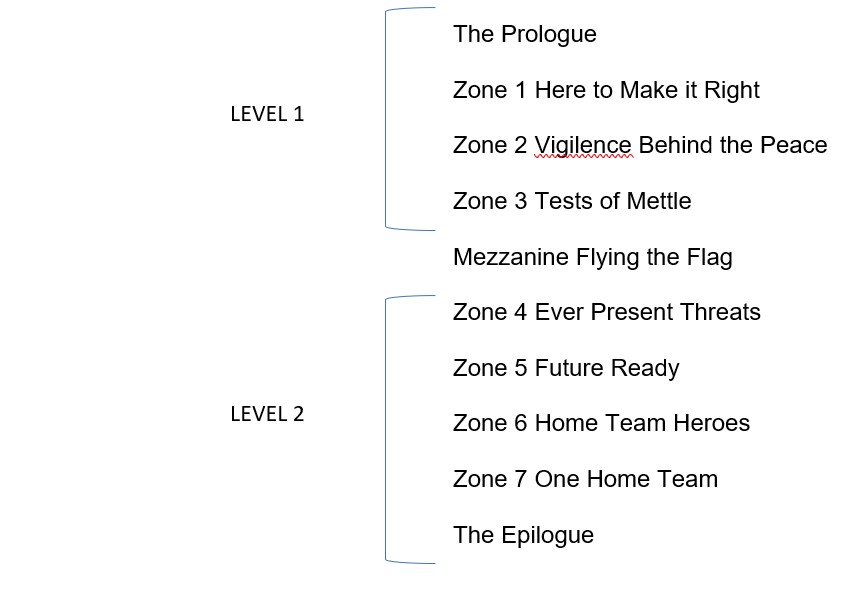 The Prologue
Zone 1 Here to Make it Right
LEVEL 1
Zone 2 Vigilence Behind the Peace
Zone 3 Tests of Mettle
Mezzanine Flying the Flag
Zone 4 Ever Present Threats
Zone 5 Future Ready
LEVEL 2
Zone 6 Home Team Heroes
Zone 7 One Home Team
The Epilogue